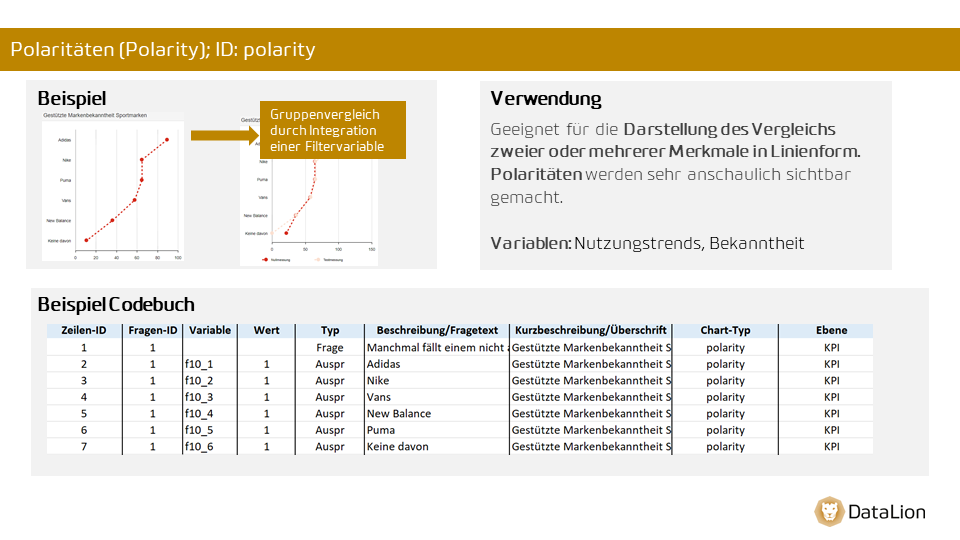 Polaritäten (Polarity); ID: polarity
Beispiel
Gestützte Markenbekanntheit Sportmarken
Adidas
Nike
Puma
Vans
New Balance
Keine davon
0 20 40 60 80 100
Gruppenvergleich
durch Integration
einer Filtervariable
Nike
Puma
Vans
New Balance
Keine davon
0 50 100 150
Verwendung
Geeignet für die Darstellung des Vergleichs
zweier oder mehrerer Merkmale in Linienform.
Polaritäten werden sehr anschaulich sichtbar
gemacht.
Variablen: Nutzungstrends, Bekanntheit
Beispiel Codebuch
Zeilen-ID Fragen-ID Variable Wert Typ Beschreibung/Fragetext Kurzbeschreibung/Überschrift Chart-Typ Ebene
1 1 Frage Manchmal fällt einem nicht Gestützte Markenbekanntheit S polarity KPI
2 1 f10_1 1 Auspr Adidas Gestützte Markenbekanntheit S polarity KPI
3 1 f10_2 1 Auspr Nike Gestützte Markenbekanntheit S polarity KPI
4 1 f10_3 1 Auspr Vans Gestützte Markenbekanntheit S polarity KPI
5 1 f10_4 1 Auspr New Balance Gestützte Markenbekanntheit S polarity KPI
6 1 f10_5 1 Auspr Puma Gestützte Markenbekanntheit S polarity KPI
7 1 f10_6 1 Auspr Keine davon Gestützte Markenbekanntheit S polarity KPI
DataLion